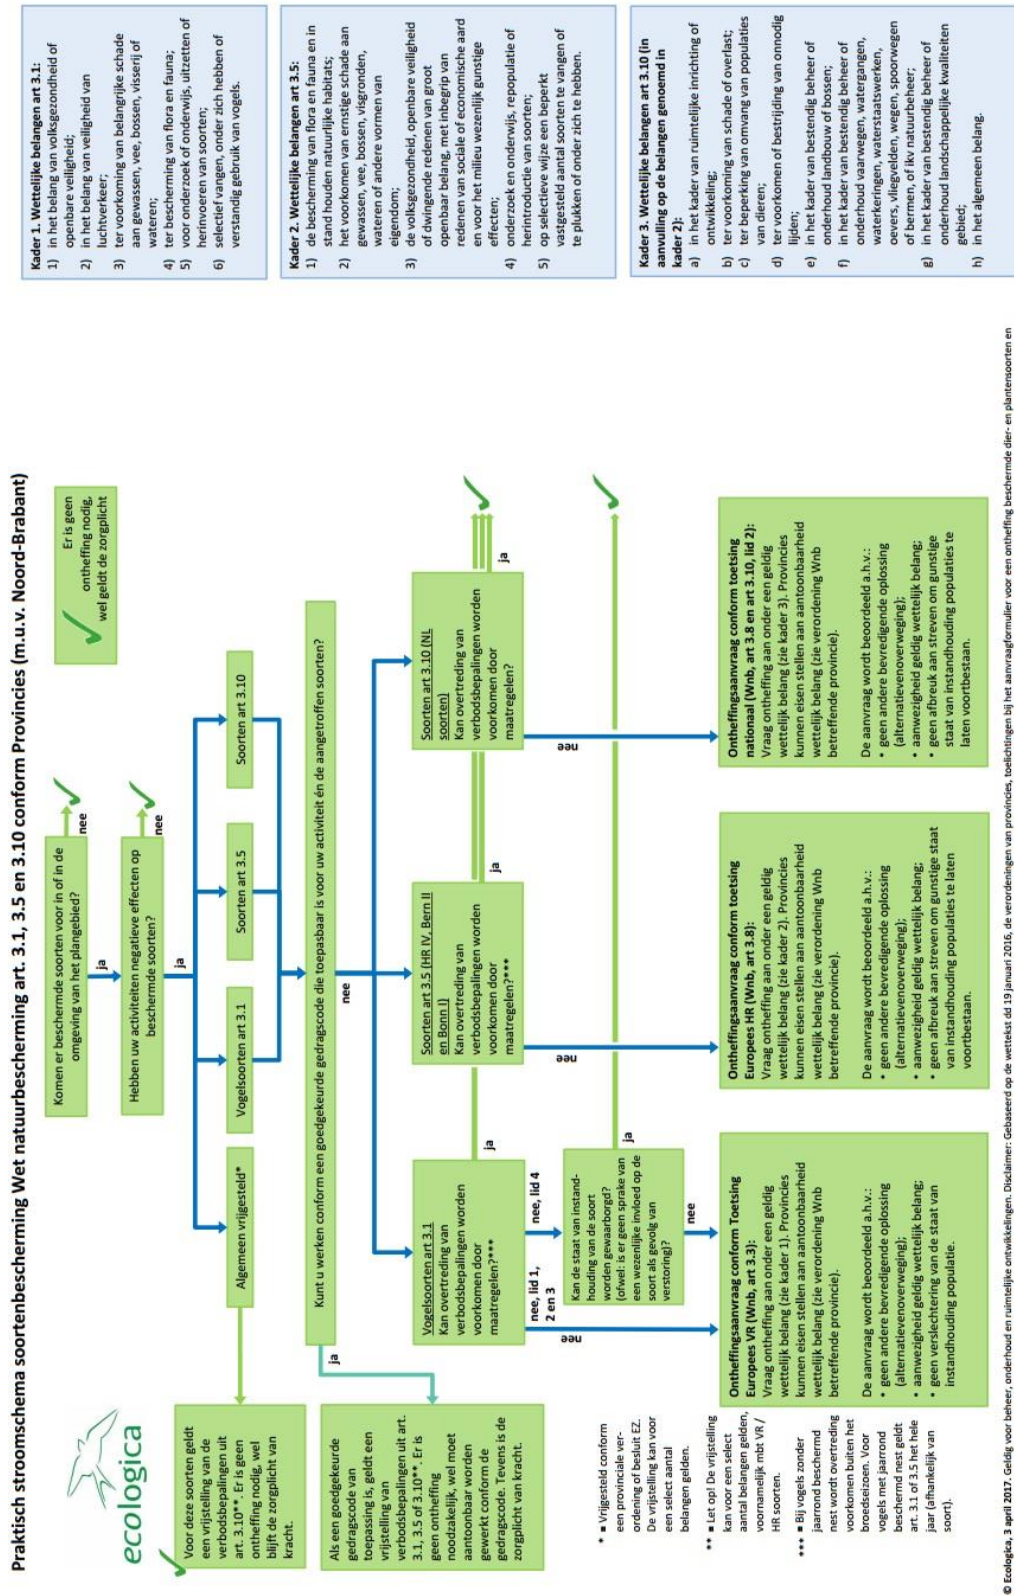 Praktisch stroomschema soortenbescherming Wet natuurbescherming art. 3.1, 3.5 en 3.10 conform Provincies (m.u.v. Noord-Brabant)
ecologica
Er is geen
ontheffing nodig,
wel geldt de zorgplicht
Komen er beschermde soorten voor in of in de
omgeving van het plangebied?
nee
ja
Hebben uw activiteiten negatieve effecten op
beschermde soorten?
nee
ja
Algemeen vrijgesteld*
Vogelsoorten art 3.1
Soorten art 3.5
Soorten art 3.10
Voor deze soorten geldt
een vrijstelling van de
verbodsbepalingen uit
art. 3.10**. Er is geen
ontheffing nodig, wel
blijft de zorgplicht van
kracht.
Kunt u werken conform een goedgekeurde gedragscode die toepasbaar is voor uw activiteit én de aangetroffen soorten?
ja
nee
Als een goedgekeurde
gedragscode van
toepassing is, geldt een
vrijstelling van
verbodsbepalingen uit art.
3.1, 3.5 of 3.10**. Er is
geen ontheffing
noodzakelijk, wel moet
aantoonbaar worden
gewerkt conform de
gedragscode. Tevens is de
zorgplicht van kracht.
Vogelsoorten art 3.1
Kan overtreding van
verbodsbepalingen worden
voorkomen door
maatregelen?****
ja
nee, lid 1,
2 en 3
nee
nee, lid 4
Soorten art 3.5 (HR IV, Bern II
en Bonn I)
Kan overtreding van
verbodsbepalingen worden
voorkomen door
maatregelen?****
ja
nee
Soorten art 3.10 (NL
soorten)
Kan overtreding van
verbodsbepalingen worden
voorkomen door
maatregelen?
ja
nee
Kan de staat van instand-
houding van de soort
worden gewaarborgd?
(ofwel: is er geen sprake van
een wezenlijke invloed op de
soort als gevolg van
verstoring)?
ja
nee
Ontheffingsaanvraag conform Toetsing
Europees VR (Wnb, art 3.3):
Vraag ontheffing aan onder een geldig
wettelijk belang (zie kader 1). Provincies
kunnen eisen stellen aan aantoonbaarheid
wettelijk belang (zie verordening Wnb
betreffende provincie).
De aanvraag wordt beoordeeld a.h.v.:
• geen andere bevredigende oplossing
(alternatievenoverweging);
• aanwezigheid geldig wettelijk belang;
• geen verslechtering van de staat van
instandhouding populatie.
Ontheffingsaanvraag conform toetsing
Europees HR (Wnb, art 3.8):
Vraag ontheffing aan onder een geldig
wettelijk belang (zie kader 2). Provincies
kunnen eisen stellen aan aantoonbaarheid
wettelijk belang (zie verordening Wnb
betreffende provincie).
De aanvraag wordt beoordeeld a.h.v.:
• geen andere bevredigende oplossing
(alternatievenoverweging);
• aanwezigheid geldig wettelijk belang;
• geen afbreuk aan streven om gunstige staat
van instandhouding populaties te laten
voortbestaan.
Ontheffingsaanvraag conform toetsing
nationaal (Wnb, art 3.8 en art 3.10, lid 2):
Vraag ontheffing aan onder een geldig
wettelijk belang (zie kader 3). Provincies
kunnen eisen stellen aan aantoonbaarheid
wettelijk belang (zie verordening Wnb
betreffende provincie).
De aanvraag wordt beoordeeld a.h.v.:
• geen andere bevredigende oplossing
(alternatievenoverweging);
• aanwezigheid geldig wettelijk belang;
• geen afbreuk aan streven om gunstige
staat van instandhouding populaties te
laten voortbestaan.
* = Vrijgesteld conform
een provinciale ver-
ordening of besluit EZ.
De vrijstelling kan voor
een select aantal
belangen gelden.
** = Let op! De vrijstelling
kan voor een select
aantal belangen gelden,
voornamelijk mbt VR /
HR soorten.
*** = Bij vogels zonder
jaarrond beschermd
nest wordt overtreding
voorkomen buiten het
broedseizoen. Voor
vogels met jaarrond
beschermd nest geldt
art. 3.1 of 3.5 het hele
jaar (afhankelijk van
soort).
Kader 1. Wettelijke belangen art 3.1:
1) in het belang van volksgezondheid of
openbare veiligheid;
2) in het belang van veiligheid van
luchtverkeer;
3) ter voorkoming van belangrijke schade
aan gewassen, vee, bossen, visserij of
wateren;
4) ter bescherming van flora en fauna;
5) voor onderzoek of onderwijs, uitzetten of
herinvoeren van soorten;
6) selectief vangen, onder zich hebben of
verstandig gebruik van vogels.
Kader 2. Wettelijke belangen art 3.5:
1) de bescherming van flora en fauna en in
stand houden natuurlijke habitats;
2) het voorkomen van ernstige schade aan
gewassen, vee, bossen, visgronden,
wateren of andere vormen van
eigendom;
3) de volksgezondheid, openbare veiligheid
of dwingende redenen van groot
openbaar belang, met inbegrip van
redenen van sociale of economische aard
en voor het milieu wezenlijk gunstige
effecten;
4) onderzoek en onderwijs, repopulatie of
herintroductie van soorten;
5) op selectieve wijze een beperkt
vastgesteld aantal soorten te vangen of
te plukken of onder zich te hebben.
Kader 3. Wettelijke belangen art 3.10 (in
aanvulling op de belangen genoemd in
kader 2):
a) in het kader van ruimtelijke inrichting of
ontwikkeling;
b) ter voorkoming van schade of overlast;
c) ter beperking van omvang van populaties
van dieren;
d) ter voorkomen of bestrijding van onnodig
lijden;
e) in het kader van bestendig beheer of
onderhoud landbouw of bossen;
f) in het kader van bestendig beheer of
onderhoud vaarwegen, watergangen,
waterkeringen, waterstaatswerken,
oevers, vliegvelden, wegen, spoorwegen
of bermen, of ikv natuurbeheer;
g) in het kader van bestendig beheer of
onderhoud landschappelijke kwaliteiten
gebied;
h) in het algemeen belang.
© Ecologica, 3 april 2017. Geldig voor beheer, onderhoud en ruimtelijke ontwikkelingen. Disclaimer: Gebaseerd op de wettekst dd 19 januari 2016, de verordeningen van provincies, toelichtingen bij het aanvraagformulier voor een ontheffing beschermde dier- en plantensoorten en